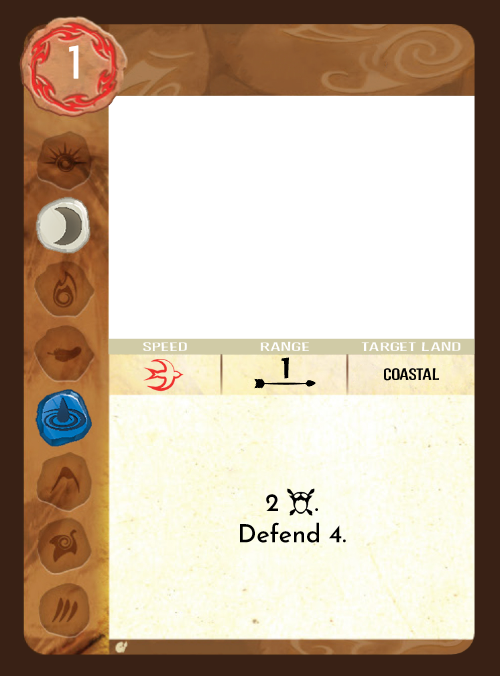 1
SPEED RANGE TARGET LAND
1 COASTAL
2 .
Defend 4.